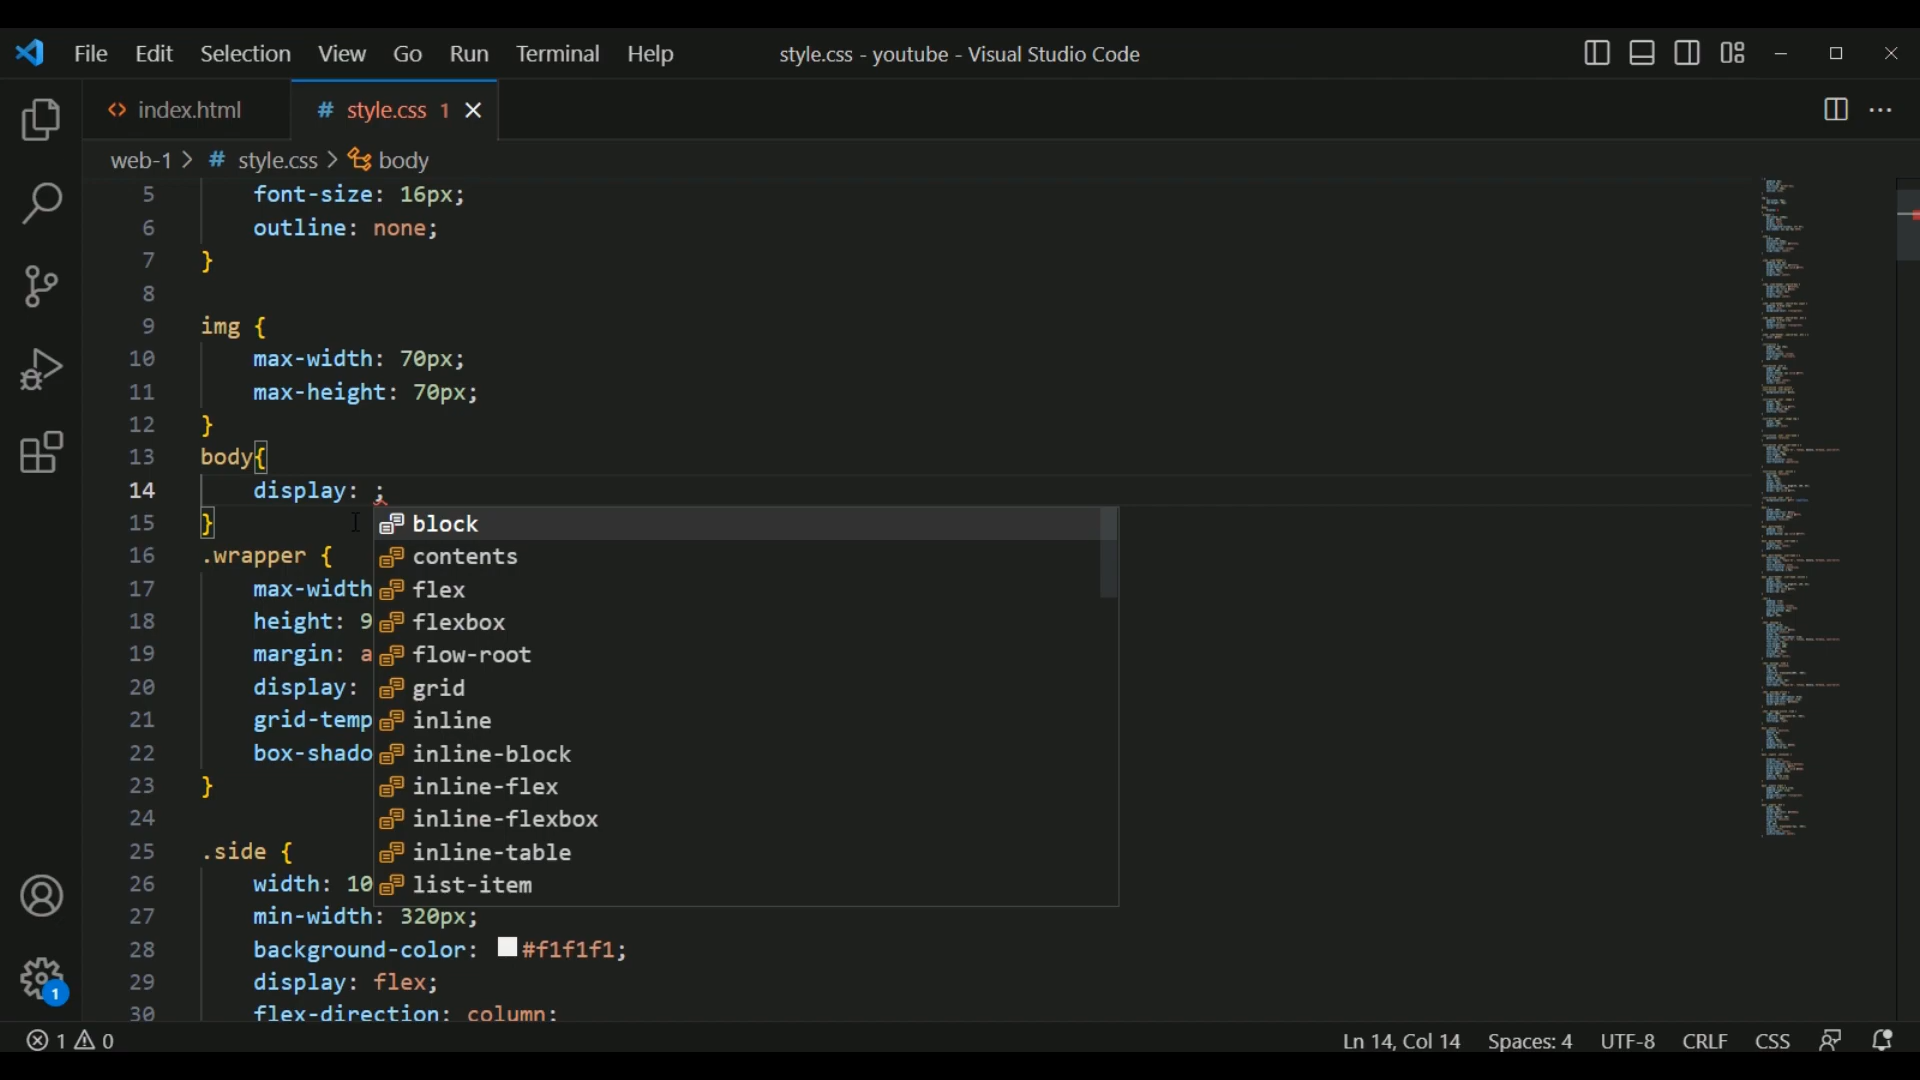 File Edit Selection View Go Run Terminal Help style.css - youtube - Visual Studio Code
<> index.html # style.css 1
web-1 > # style.css > body
5 font-size: 16px;
6 outline: none;
7 }
8
9 img {
10 max-width: 70px;
11 max-height: 70px;
12 }
13 body{
14 display: ;
15 }
block
16 .wrapper {
contents
17 max-width
flex
18 height: 9
flexbox
19 margin: a
flow-root
20 display:
grid
21 grid-temp
inline
22 box-shado
inline-block
23 }
inline-flex
24
inline-flexbox
25 .side {
inline-table
26 width: 10
list-item
27 min-width: 320px;
28 background-color: #f1f1f1;
29 display: flex;
30 flex-direction: column;
1
1 0 Ln 14, Col 14 Spaces: 4 UTF-8 CRLF CSS